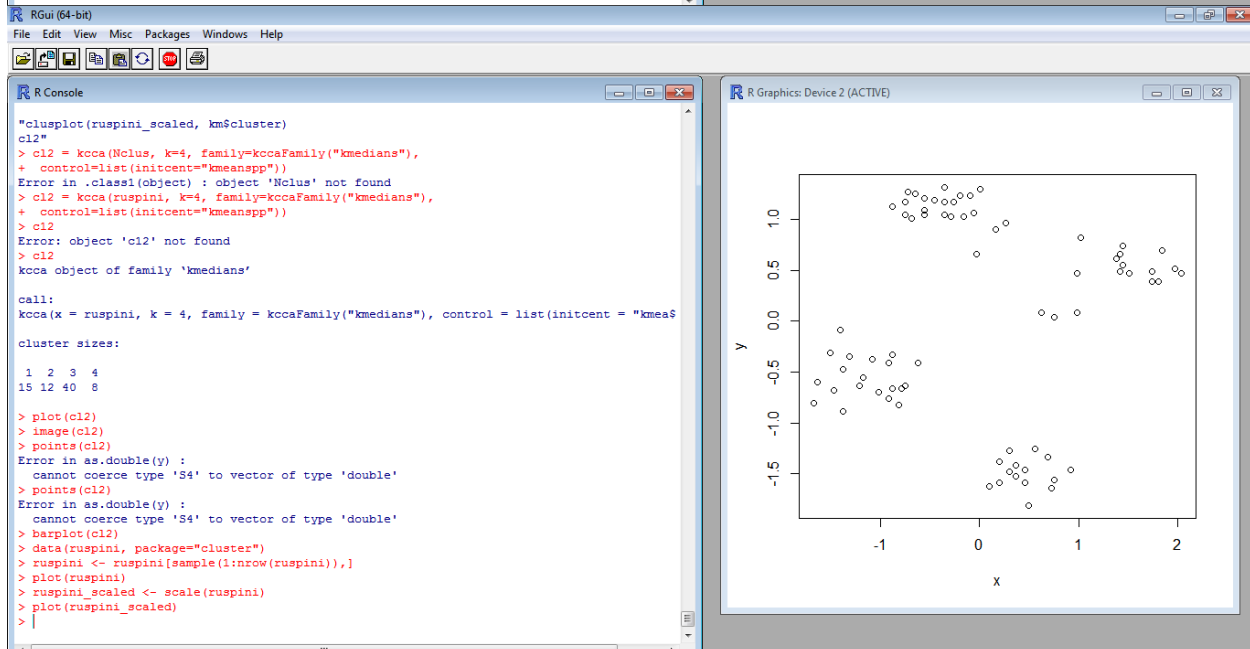 RGui (64-bit)
File Edit View Misc Packages Windows Help
STOP
R Console
"clusplot(ruspini_scaled, km$cluster)
cl2"
> cl2 = kcca(Nclus, k=4, family=kccaFamily("kmedians"),
+  control=list(initcent="kmeanspp"))
Error in .class1(object) : object 'Nclus' not found
> cl2 = kcca(ruspini, k=4, family=kccaFamily("kmedians"),
+  control=list(initcent="kmeanspp"))
> c12
Error: object 'c12' not found
> cl2
kcca object of family ‘kmedians’
call:
kcca(x = ruspini, k = 4, family = kccaFamily("kmedians"), control = list(initcent = "kmea$
cluster sizes:
1 2 3 4
15 12 40 8
> plot(cl2)
> image(cl2)
> points(cl2)
Error in as.double(y) :
cannot coerce type 'S4' to vector of type 'double'
> points(cl2)
Error in as.double(y) :
cannot coerce type 'S4' to vector of type 'double'
> barplot(cl2)
> data(ruspini, package="cluster")
> ruspini <- ruspini[sample(1:nrow(ruspini)),]
> plot(ruspini)
> ruspini_scaled <- scale(ruspini)
> plot(ruspini_scaled)
>
R Graphics: Device 2 (ACTIVE)
1.0
0.5
0.0
-0.5
-1.0
-1.5
y
-1 0 1 2
x